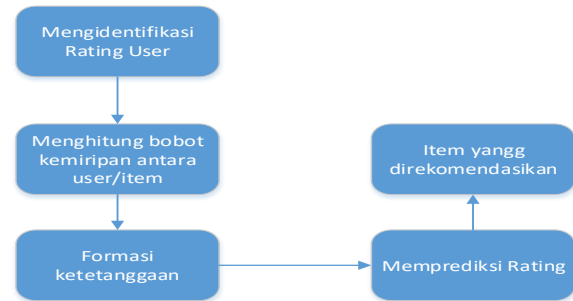 Mengidentifikasi
Rating User
Menghitung bobot
kemiripan antara
user/item
Formasi
ketetanggaan
Memprediksi Rating
Item yangg
direkomendasikan